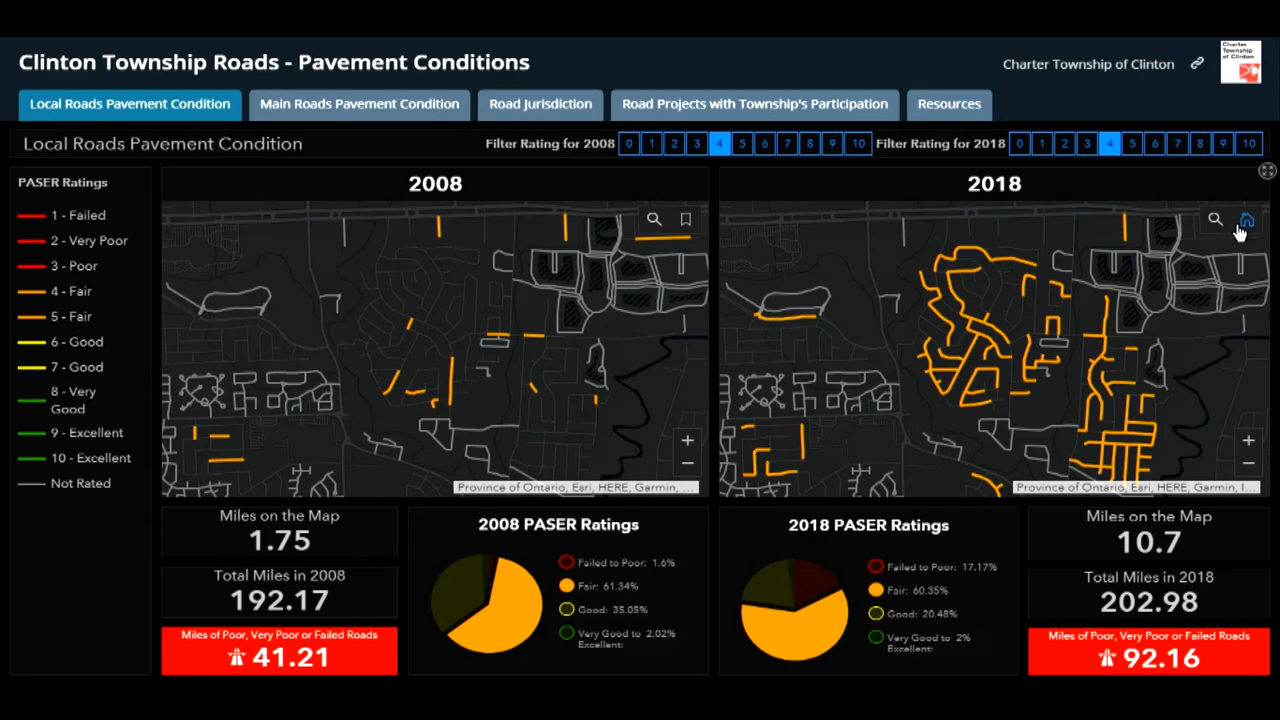 Clinton Township Roads - Pavement Conditions
Charter Township of Clinton
Charter
Township
of Clinton
Local Roads Pavement Condition
Main Roads Pavement Condition
Road Jurisdiction
Road Projects with Township's Participation
Resources
Local Roads Pavement Condition
Filter Rating for 2008 0 1 2 3 4 5 6 7 8 9 10
Filter Rating for 2018 0 1 2 3 4 5 6 7 8 9 10
PASER Ratings
1 - Failed
2 - Very Poor
3 - Poor
4 - Fair
5 - Fair
6 - Good
7 - Good
8 - Very
Good
9 - Excellent
10 - Excellent
Not Rated
2008
+
−
Province of Ontario, Esri, HERE, Garmin, ...
2018
+
−
Province of Ontario, Esri, HERE, Garmin, I...
Miles on the Map
1.75
Total Miles in 2008
192.17
Miles of Poor, Very Poor or Failed Roads
41.21
2008 PASER Ratings
Failed to Poor: 1.6%
Fair: 61.34%
Good: 35.05%
Very Good to 2.02%
Excellent:
2018 PASER Ratings
Failed to Poor: 17.17%
Fair: 60.35%
Good: 20.48%
Very Good to 2%
Excellent:
Miles on the Map
10.7
Total Miles in 2018
202.98
Miles of Poor, Very Poor or Failed Roads
92.16